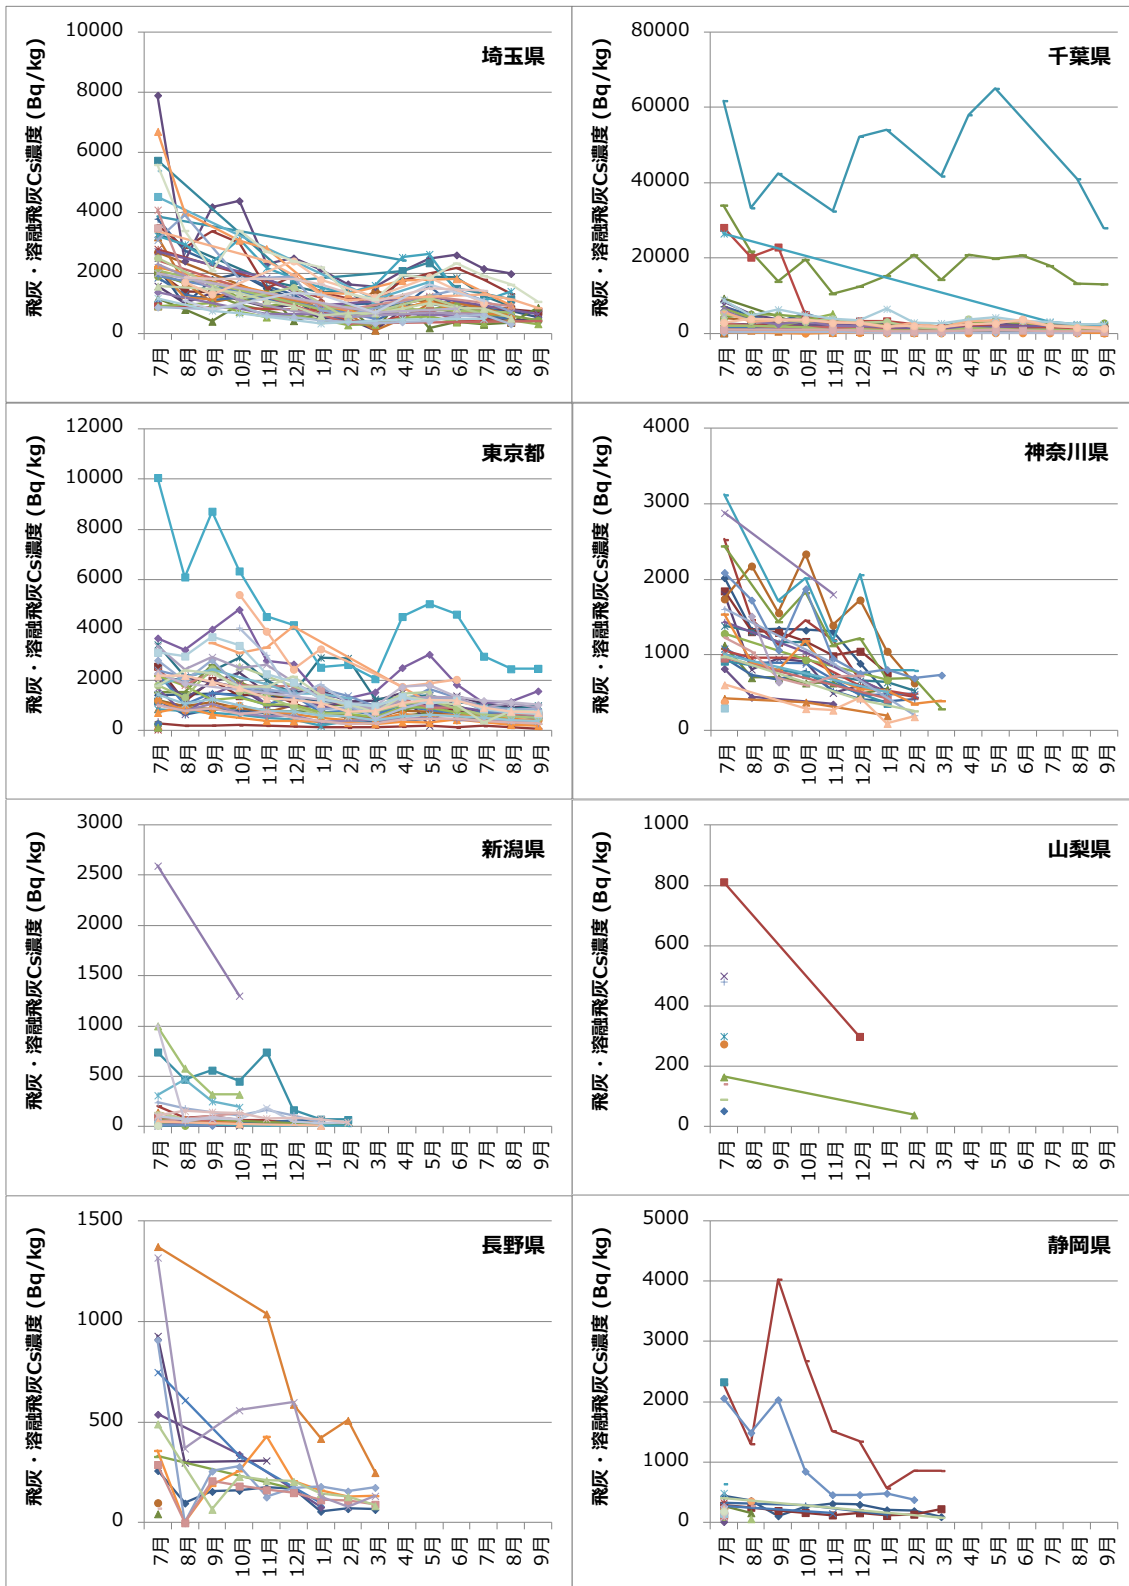 飛灰・溶融飛灰Cs濃度 (Bq/kg)
埼玉県
10000
8000
6000
4000
2000
0
7月 8月 9月 10月 11月 12月 1月 2月 3月 4月 5月 6月 7月 8月 9月
飛灰・溶融飛灰Cs濃度 (Bq/kg)
千葉県
80000
60000
40000
20000
0
7月 8月 9月 10月 11月 12月 1月 2月 3月 4月 5月 6月 7月 8月 9月
飛灰・溶融飛灰Cs濃度 (Bq/kg)
東京都
12000
10000
8000
6000
4000
2000
0
7月 8月 9月 10月 11月 12月 1月 2月 3月 4月 5月 6月 7月 8月 9月
飛灰・溶融飛灰Cs濃度 (Bq/kg)
神奈川県
4000
3000
2000
1000
0
7月 8月 9月 10月 11月 12月 1月 2月 3月 4月 5月 6月 7月 8月 9月
飛灰・溶融飛灰Cs濃度 (Bq/kg)
新潟県
3000
2500
2000
1500
1000
500
0
7月 8月 9月 10月 11月 12月 1月 2月 3月 4月 5月 6月 7月 8月 9月
飛灰・溶融飛灰Cs濃度 (Bq/kg)
山梨県
1000
800
600
400
200
0
7月 8月 9月 10月 11月 12月 1月 2月 3月 4月 5月 6月 7月 8月 9月
飛灰・溶融飛灰Cs濃度 (Bq/kg)
長野県
1500
1000
500
0
7月 8月 9月 10月 11月 12月 1月 2月 3月 4月 5月 6月 7月 8月 9月
飛灰・溶融飛灰Cs濃度 (Bq/kg)
静岡県
5000
4000
3000
2000
1000
0
7月 8月 9月 10月 11月 12月 1月 2月 3月 4月 5月 6月 7月 8月 9月